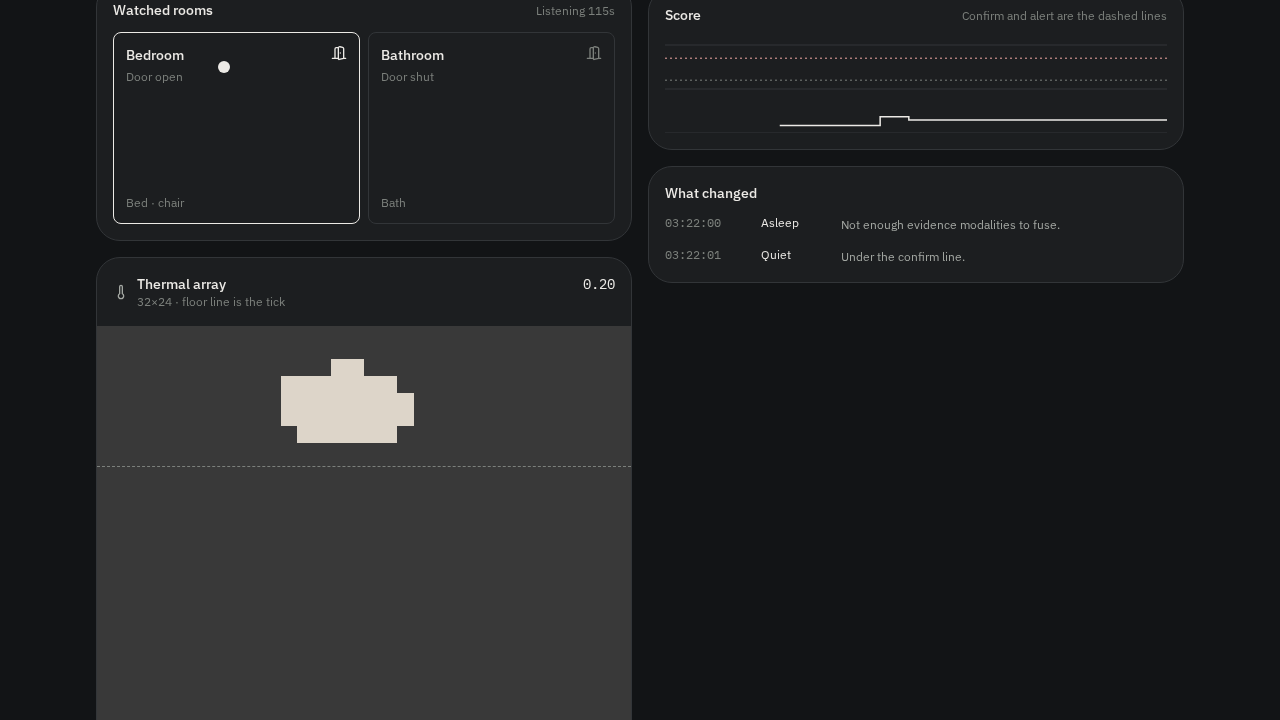 Watched rooms
Listening 115s
Bedroom
Door open
Bed · chair
Bathroom
Door shut
Bath
Thermal array
32×24 · floor line is the tick
0.20
Score
Confirm and alert are the dashed lines
What changed
03:22:00 Asleep Not enough evidence modalities to fuse.
03:22:01 Quiet Under the confirm line.